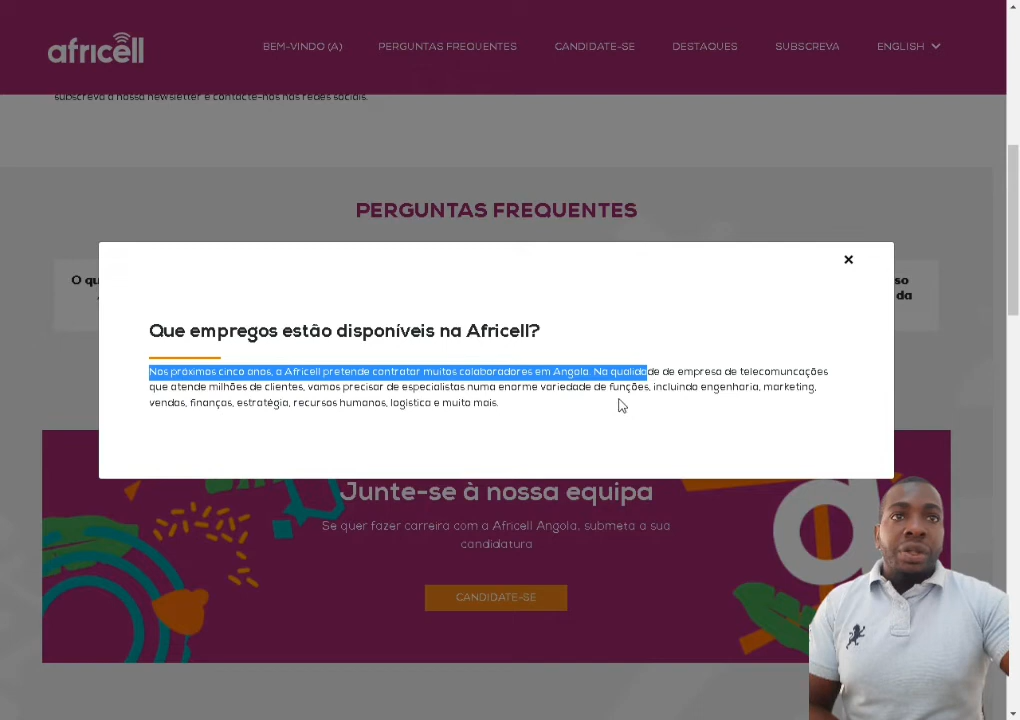 africell
BEM-VINDO (A)
PERGUNTAS FREQUENTES
CANDIDATE-SE
DESTAQUES
SUBSCREVA
ENGLISH
subscreva a nossa newsletter e contacte-nos nas redes sociais.
PERGUNTAS FREQUENTES
O qu
so
da
×
Que empregos estão disponíveis na Africell?
Nos próximos cinco anos, a Africell pretende contratar muitos colaboradores em Angola. Na qualidade de empresa de telecomuncações
que atende milhões de clientes, vamos precisar de especialistas numa enorme variedade de funções, incluindo engenharia, marketing,
vendas, finanças, estratégia, recursos humanos, logística e muito mais.
Junte-se à nossa equipa
Se quer fazer carreira com a Africell Angola, submeta a sua
candidatura
CANDIDATE-SE